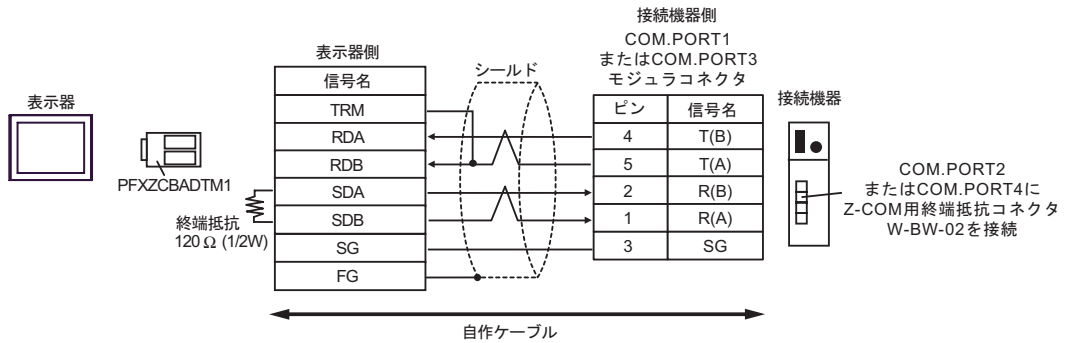 接続機器側
COM.PORT1
またはCOM.PORT3
モジュラコネクタ
表示器側
シールド
表示器
接続機器
信号名
TRM
RDA
RDB
SDA
SDB
SG
FG
ピン 信号名
4 T(B)
5 T(A)
2 R(B)
1 R(A)
3 SG
PFXZCBADTM1
終端抵抗
120Ω (1/2W)
COM.PORT2
またはCOM.PORT4に
Z-COM用終端抵抗コネクタ
W-BW-02を接続
自作ケーブル